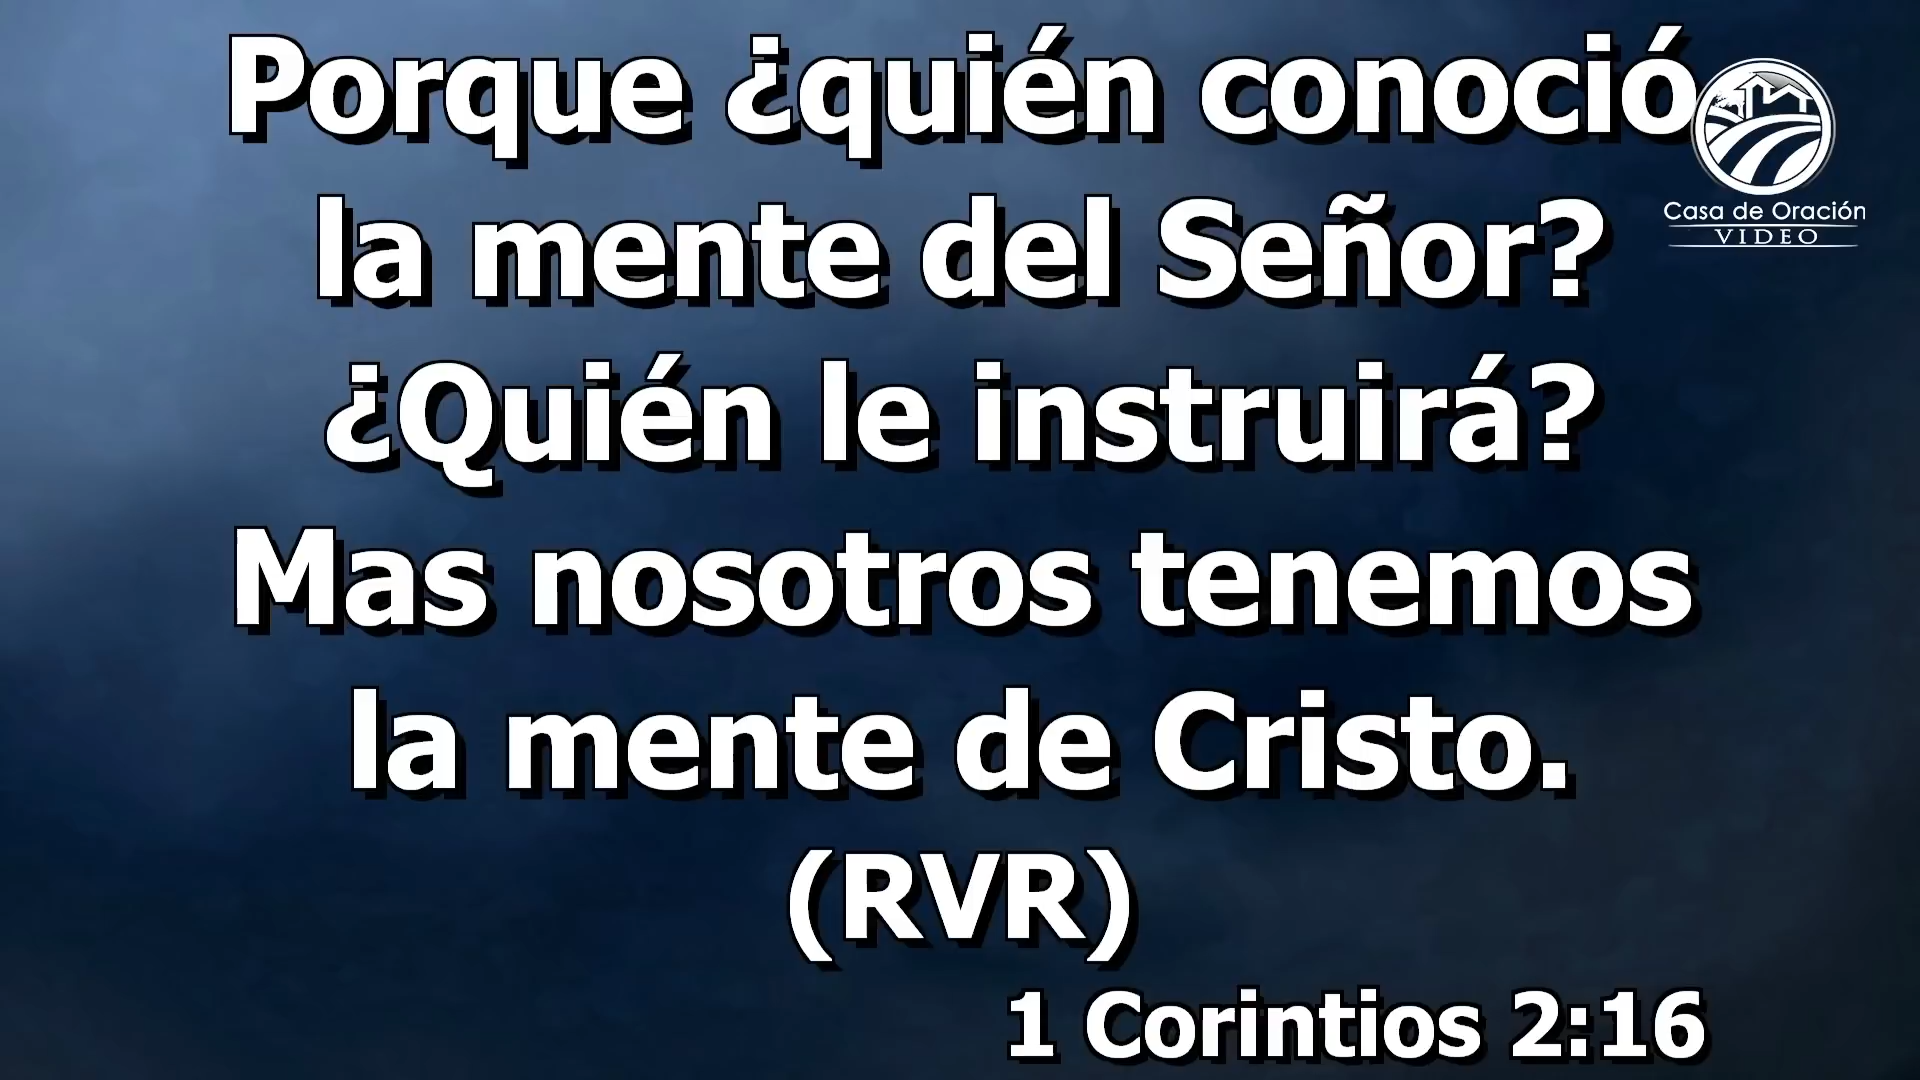 Porque ¿quién conoció
la mente del Señor?
¿Quién le instruirá?
Mas nosotros tenemos
la mente de Cristo.
(RVR)
1 Corintios 2:16
Casa de Oración
VIDEO